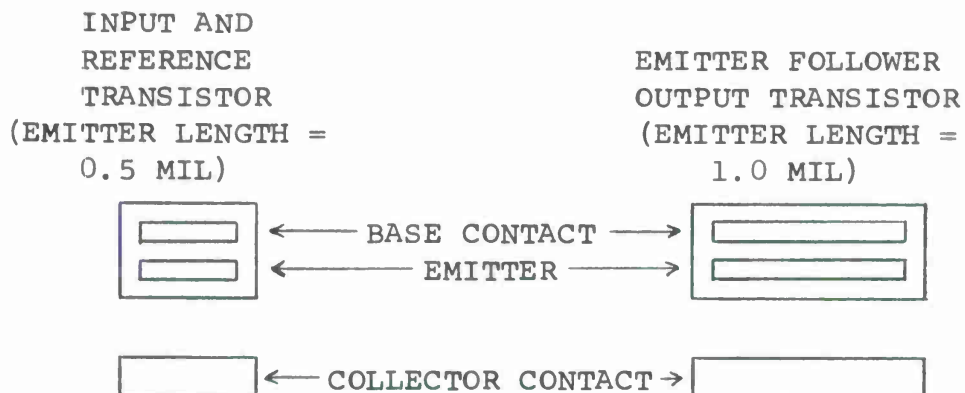 INPUT AND
REFERENCE
TRANSISTOR
(EMITTER LENGTH =
0.5 MIL)
EMITTER FOLLOWER
OUTPUT TRANSISTOR
(EMITTER LENGTH =
1.0 MIL)
BASE CONTACT
EMITTER
COLLECTOR CONTACT